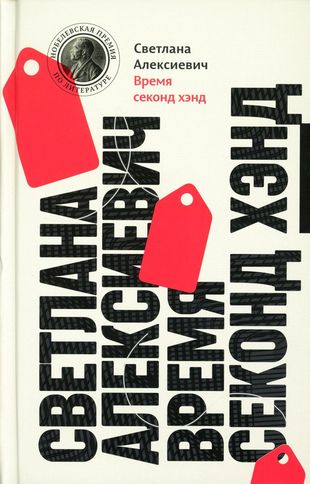 НОБЕЛЕВСКАЯ ПРЕМИЯ
ПО ЛИТЕРАТУРЕ
Светлана
Алексиевич
Время
секонд хэнд
СВЕТЛАНА
АЛЕКСИЕВИЧ
ВРЕМЯ
СЕКОНД ХЭНД